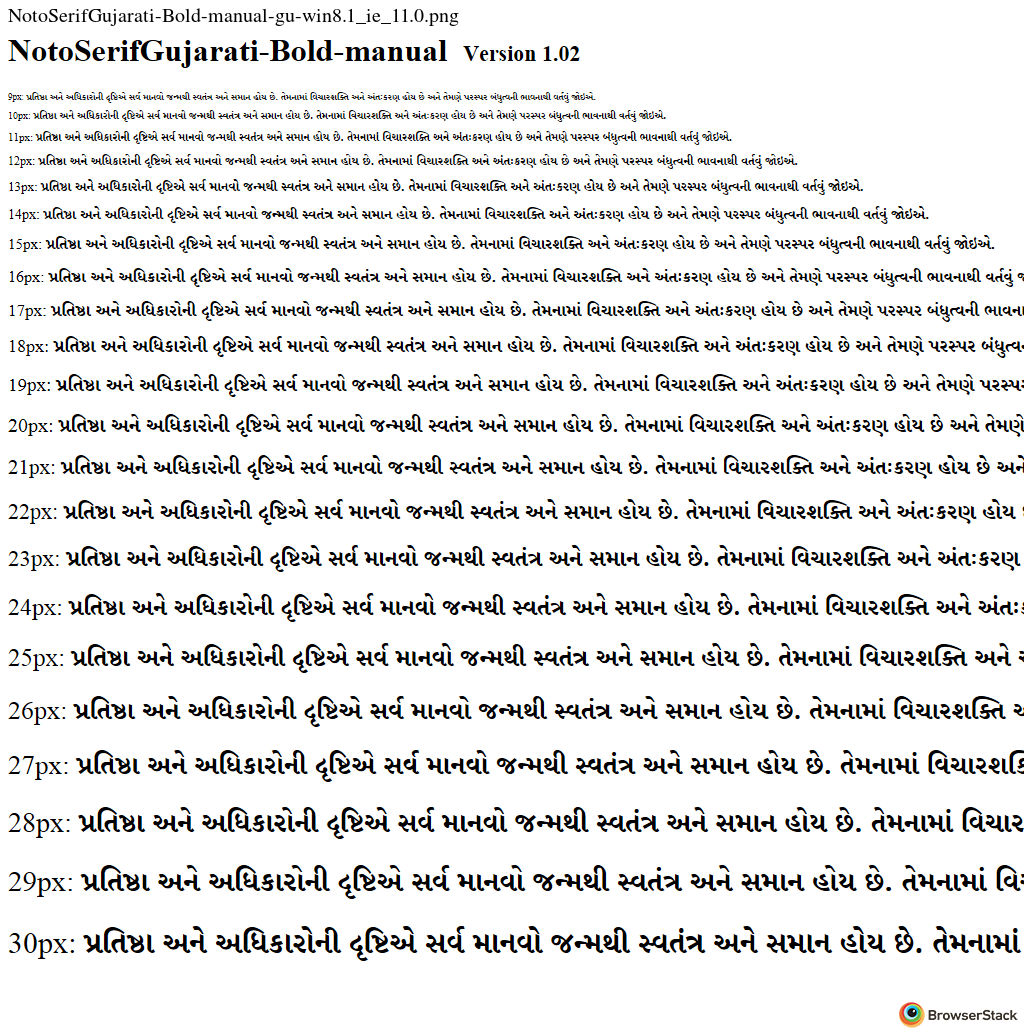 NotoSerifGujarati-Bold-manual-gu-win8.1_ie_11.0.png
NotoSerifGujarati-Bold-manual Version 1.02
9px: પ્રતિષ્ઠા અને અધિકારોની દૃષ્ટિએ સર્વ માનવો જન્મથી સ્વતંત્ર અને સમાન હોય છે. તેમનામાં વિચારશક્તિ અને અંતઃકરણ હોય છે અને તેમણે પરસ્પર બંધુત્વની ભાવનાથી વર્તવું જોઇએ.
10px: પ્રતિષ્ઠા અને અધિકારોની દૃષ્ટિએ સર્વ માનવો જન્મથી સ્વતંત્ર અને સમાન હોય છે. તેમનામાં વિચારશક્તિ અને અંતઃકરણ હોય છે અને તેમણે પરસ્પર બંધુત્વની ભાવનાથી વર્તવું જોઇએ.
11px: પ્રતિષ્ઠા અને અધિકારોની દૃષ્ટિએ સર્વ માનવો જન્મથી સ્વતંત્ર અને સમાન હોય છે. તેમનામાં વિચારશક્તિ અને અંતઃકરણ હોય છે અને તેમણે પરસ્પર બંધુત્વની ભાવનાથી વર્તવું જોઇએ.
12px: પ્રતિષ્ઠા અને અધિકારોની દૃષ્ટિએ સર્વ માનવો જન્મથી સ્વતંત્ર અને સમાન હોય છે. તેમનામાં વિચારશક્તિ અને અંતઃકરણ હોય છે અને તેમણે પરસ્પર બંધુત્વની ભાવનાથી વર્તવું જોઇએ.
13px: પ્રતિષ્ઠા અને અધિકારોની દૃષ્ટિએ સર્વ માનવો જન્મથી સ્વતંત્ર અને સમાન હોય છે. તેમનામાં વિચારશક્તિ અને અંતઃકરણ હોય છે અને તેમણે પરસ્પર બંધુત્વની ભાવનાથી વર્તવું જોઇએ.
14px: પ્રતિષ્ઠા અને અધિકારોની દૃષ્ટિએ સર્વ માનવો જન્મથી સ્વતંત્ર અને સમાન હોય છે. તેમનામાં વિચારશક્તિ અને અંતઃકરણ હોય છે અને તેમણે પરસ્પર બંધુત્વની ભાવનાથી વર્તવું જોઇએ.
15px: પ્રતિષ્ઠા અને અધિકારોની દૃષ્ટિએ સર્વ માનવો જન્મથી સ્વતંત્ર અને સમાન હોય છે. તેમનામાં વિચારશક્તિ અને અંતઃકરણ હોય છે અને તેમણે પરસ્પર બંધુત્વની ભાવનાથી વર્તવું જોઇએ.
16px: પ્રતિષ્ઠા અને અધિકારોની દૃષ્ટિએ સર્વ માનવો જન્મથી સ્વતંત્ર અને સમાન હોય છે. તેમનામાં વિચારશક્તિ અને અંતઃકરણ હોય છે અને તેમણે પરસ્પર બંધુત્વની ભાવનાથી વર્તવું
17px: પ્રતિષ્ઠા અને અધિકારોની દૃષ્ટિએ સર્વ માનવો જન્મથી સ્વતંત્ર અને સમાન હોય છે. તેમનામાં વિચારશક્તિ અને અંતઃકરણ હોય છે અને તેમણે પરસ્પર બંધુત્વની ભાવના
18px: પ્રતિષ્ઠા અને અધિકારોની દૃષ્ટિએ સર્વ માનવો જન્મથી સ્વતંત્ર અને સમાન હોય છે. તેમનામાં વિચારશક્તિ અને અંતઃકરણ હોય છે અને તેમણે પરસ્પર
19px: પ્રતિષ્ઠા અને અધિકારોની દૃષ્ટિએ સર્વ માનવો જન્મથી સ્વતંત્ર અને સમાન હોય છે. તેમનામાં વિચારશક્તિ અને અંતઃકરણ હોય છે અને તેમણે
20px: પ્રતિષ્ઠા અને અધિકારોની દૃષ્ટિએ સર્વ માનવો જન્મથી સ્વતંત્ર અને સમાન હોય છે. તેમનામાં વિચારશક્તિ અને અંતઃકરણ હોય છે અને તેમણે
21px: પ્રતિષ્ઠા અને અધિકારોની દૃષ્ટિએ સર્વ માનવો જન્મથી સ્વતંત્ર અને સમાન હોય છે. તેમનામાં વિચારશક્તિ અને અંતઃકરણ હોય છે અને
22px: પ્રતિષ્ઠા અને અધિકારોની દૃષ્ટિએ સર્વ માનવો જન્મથી સ્વતંત્ર અને સમાન હોય છે. તેમનામાં વિચારશક્તિ અને અંતઃકરણ હોય
23px: પ્રતિષ્ઠા અને અધિકારોની દૃષ્ટિએ સર્વ માનવો જન્મથી સ્વતંત્ર અને સમાન હોય છે. તેમનામાં વિચારશક્તિ અને અંતઃકરણ
24px: પ્રતિષ્ઠા અને અધિકારોની દૃષ્ટિએ સર્વ માનવો જન્મથી સ્વતંત્ર અને સમાન હોય છે. તેમનામાં વિચારશક્તિ અને અંતઃ
25px: પ્રતિષ્ઠા અને અધિકારોની દૃષ્ટિએ સર્વ માનવો જન્મથી સ્વતંત્ર અને સમાન હોય છે. તેમનામાં વિચારશક્તિ અને
26px: પ્રતિષ્ઠા અને અધિકારોની દૃષ્ટિએ સર્વ માનવો જન્મથી સ્વતંત્ર અને સમાન હોય છે. તેમનામાં વિચારશક્તિ
27px: પ્રતિષ્ઠા અને અધિકારોની દૃષ્ટિએ સર્વ માનવો જન્મથી સ્વતંત્ર અને સમાન હોય છે. તેમનામાં
28px: પ્રતિષ્ઠા અને અધિકારોની દૃષ્ટિએ સર્વ માનવો જન્મથી સ્વતંત્ર અને સમાન હોય છે. તેમનામાં વિચાર
29px: પ્રતિષ્ઠા અને અધિકારોની દૃષ્ટિએ સર્વ માનવો જન્મથી સ્વતંત્ર અને સમાન હોય છે. તેમનામાં
30px: પ્રતિષ્ઠા અને અધિકારોની દૃષ્ટિએ સર્વ માનવો જન્મથી સ્વતંત્ર અને સમાન હોય છે. તેમનામાં
BrowserStack